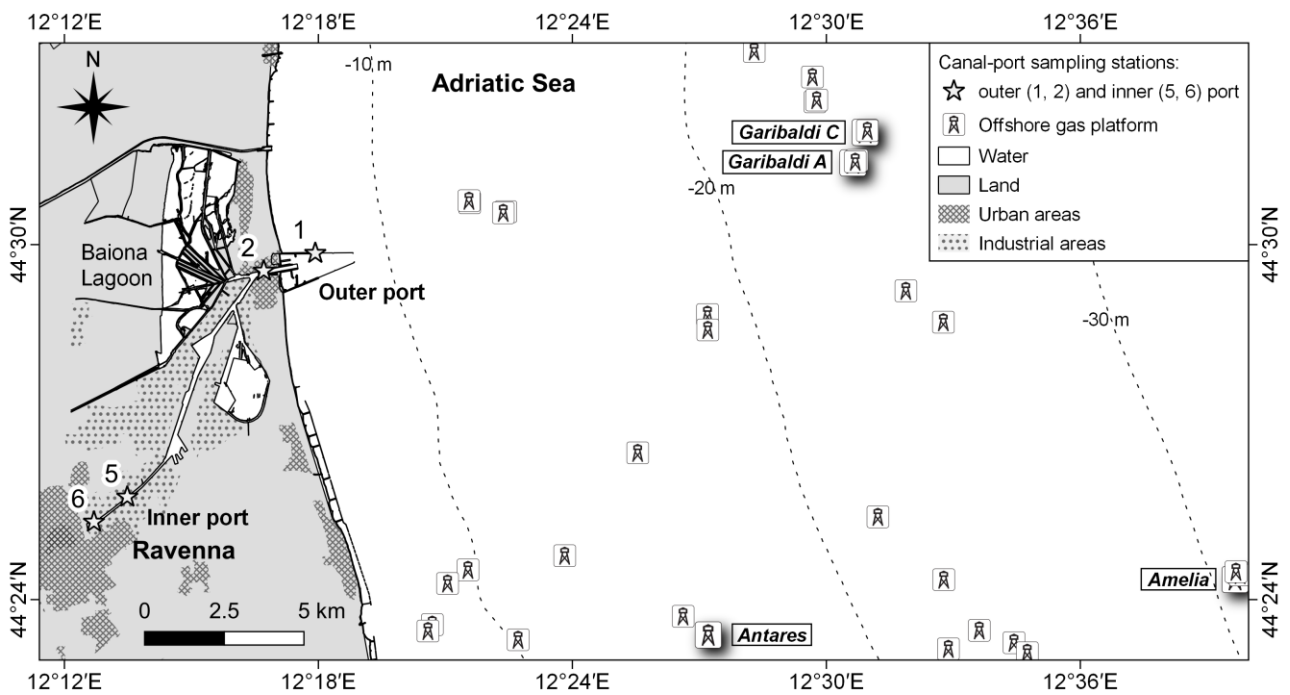 12°12′E 12°18′E 12°24′E 12°30′E 12°36′E
N
-10 m
Adriatic Sea
Canal-port sampling stations:
outer (1, 2) and inner (5, 6) port
Offshore gas platform
Water
Land
Urban areas
Industrial areas
Garibaldi C
Garibaldi A
-20 m
44°30′N
44°30′N
1
2
Baiona
Lagoon
Outer port
-30 m
5
6
Inner port
Ravenna
44°24′N
44°24′N
Amelia
0 2.5 5 km
Antares
12°12′E 12°18′E 12°24′E 12°30′E 12°36′E